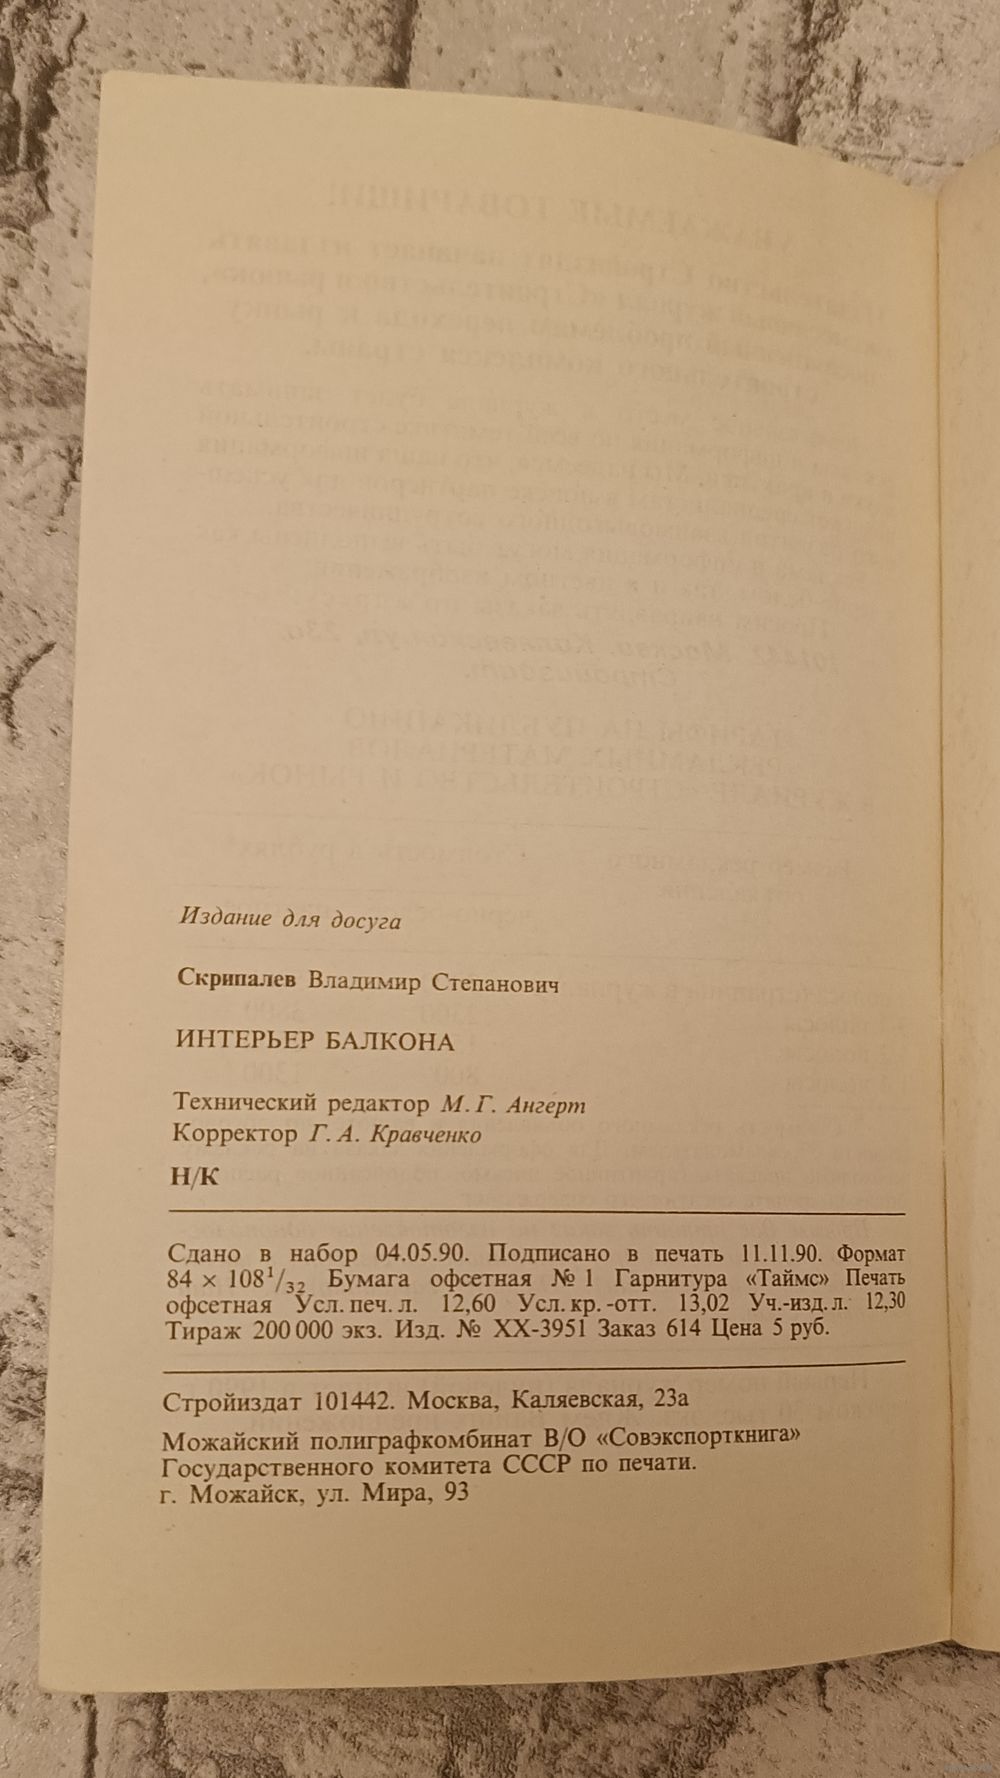 Издание для досуга
Скрипалев Владимир Степанович
ИНТЕРЬЕР БАЛКОНА
Технический редактор М. Г. Ангерт
Корректор Г. А. Кравченко
Н/К
Сдано в набор 04.05.90. Подписано в печать 11.11.90. Формат
84 × 108¹/₃₂ Бумага офсетная № 1 Гарнитура «Таймс» Печать
офсетная Усл. печ. л. 12,60 Усл. кр.-отт. 13,02 Уч.-изд. л. 12,30
Тираж 200 000 экз. Изд. № XX-3951 Заказ 614 Цена 5 руб.
Стройиздат 101442. Москва, Каляевская, 23а
Можайский полиграфкомбинат В/О «Совэкспорткнига»
Государственного комитета СССР по печати.
г. Можайск, ул. Мира, 93